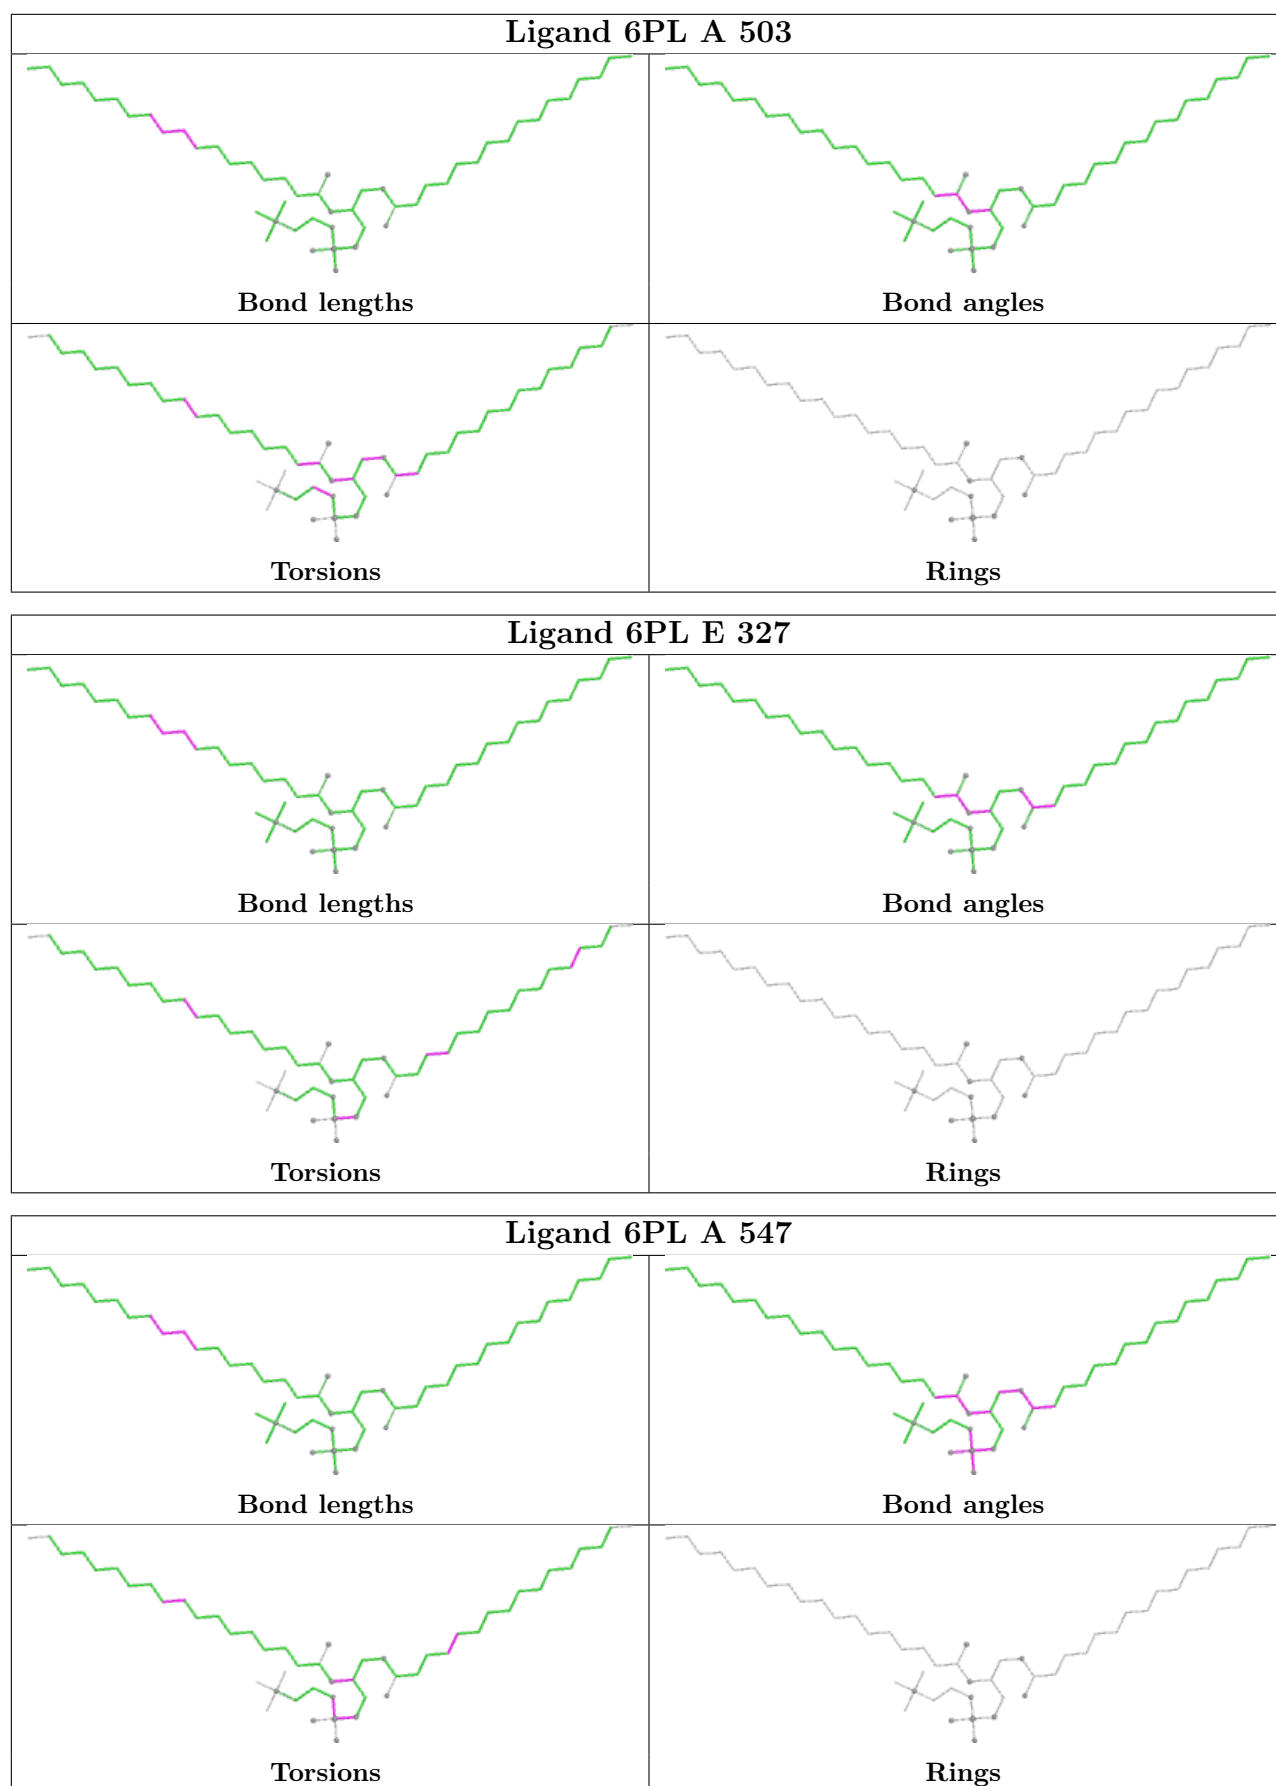 Ligand 6PL A 503
Bond lengths
Bond angles
Torsions
Rings
Ligand 6PL E 327
Bond lengths
Bond angles
Torsions
Rings
Ligand 6PL A 547
Bond lengths
Bond angles
Torsions
Rings